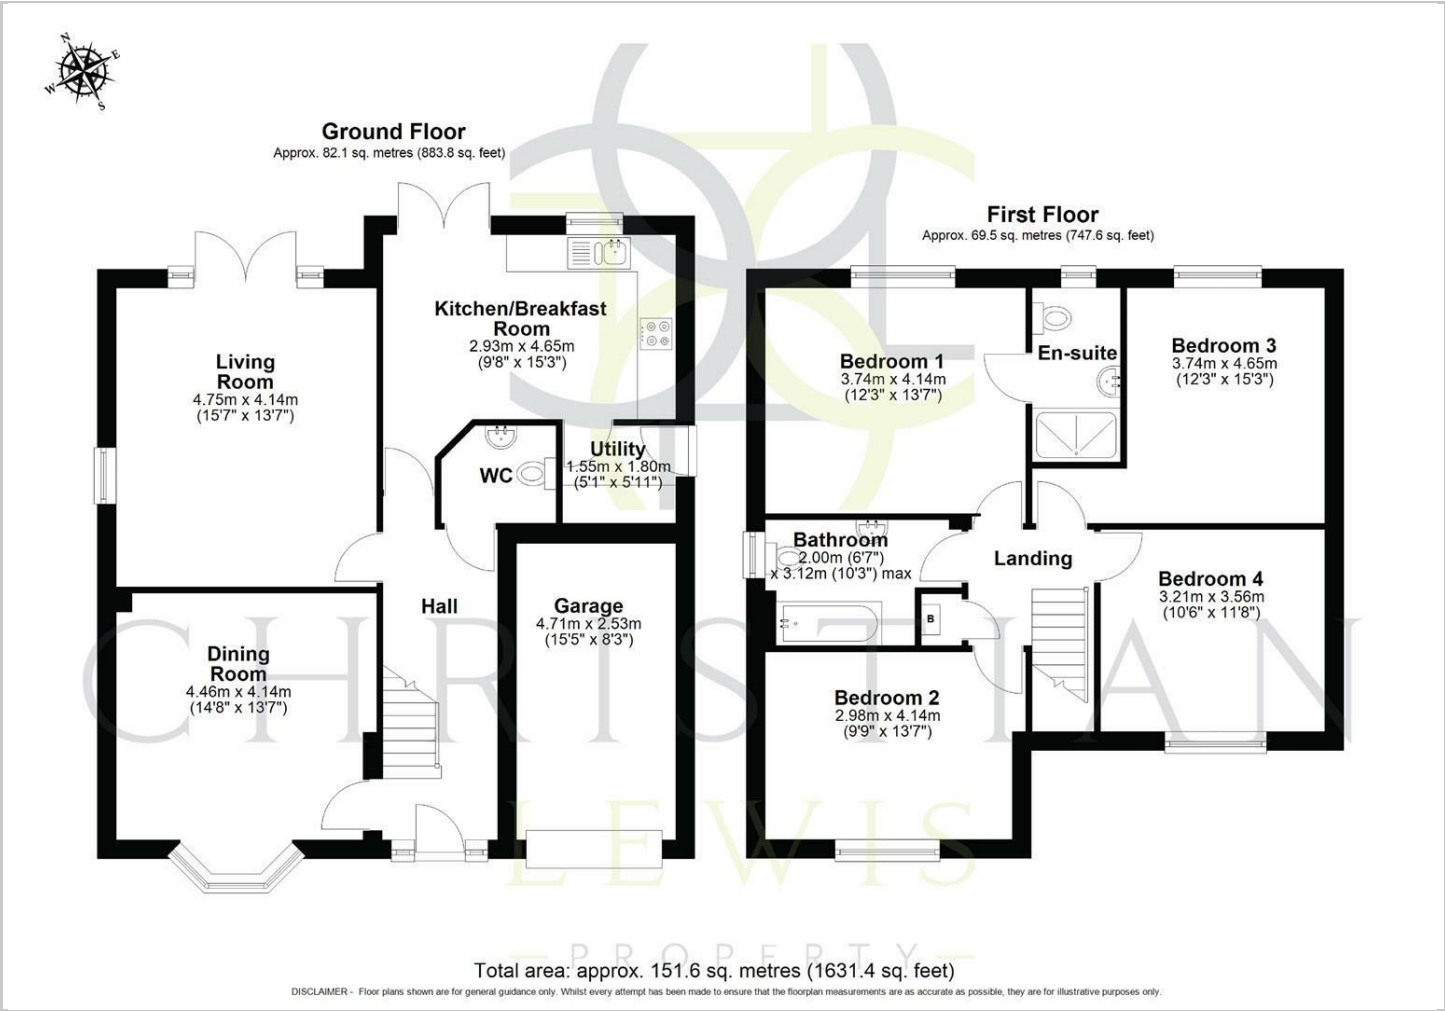 N
E
W
S
Ground Floor
Approx. 82.1 sq. metres (883.8 sq. feet)
First Floor
Approx. 69.5 sq. metres (747.6 sq. feet)
Kitchen/Breakfast
Room
2.93m x 4.65m
(9'8" x 15'3")
Living
Room
4.75m x 4.14m
(15'7" x 13'7")
WC
Utility
1.55m x 1.80m
(5'1" x 5'11")
Hall
Garage
4.71m x 2.53m
(15'5" x 8'3")
Dining
Room
4.46m x 4.14m
(14'8" x 13'7")
Bedroom 1
3.74m x 4.14m
(12'3" x 13'7")
En-suite
Bedroom 3
3.74m x 4.65m
(12'3" x 15'3")
Bathroom
2.00m (6'7")
x 3.12m (10'3") max
Landing
B
Bedroom 4
3.21m x 3.56m
(10'6" x 11'8")
Bedroom 2
2.98m x 4.14m
(9'9" x 13'7")
CHRISTIAN
LEWIS
PROPERTY
Total area: approx. 151.6 sq. metres (1631.4 sq. feet)
DISCLAIMER - Floor plans shown are for general guidance only. Whilst every attempt has been made to ensure that the floorplan measurements are as accurate as possible, they are for illustrative purposes only.